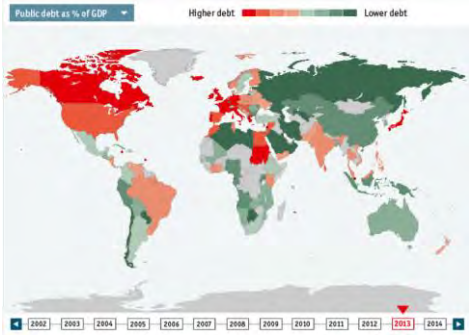 Public debt as % of GDP
Higher debt Lower debt
2002 2003 2004 2005 2006 2007 2008 2009 2010 2011 2012 2013 2014